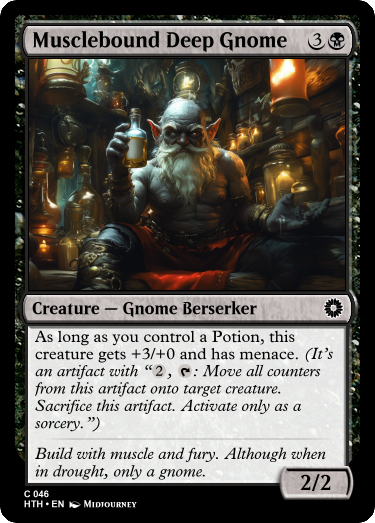 Musclebound Deep Gnome 3
Creature — Gnome Berserker
As long as you control a Potion, this
creature gets +3/+0 and has menace. (It's
an artifact with “2, : Move all counters
from this artifact onto target creature.
Sacrifice this artifact. Activate only as a
sorcery.”)
Build with muscle and fury. Although when
in drought, only a gnome.
2/2
C 046
HTH • EN Midjourney